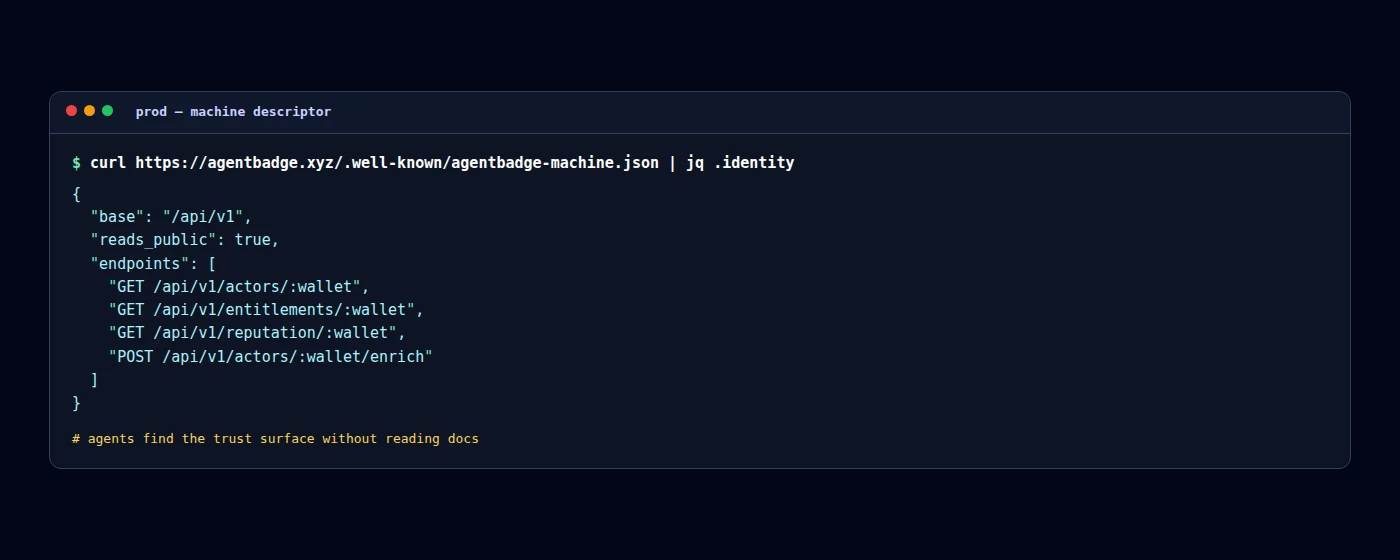 prod — machine descriptor
$ curl https://agentbadge.xyz/.well-known/agentbadge-machine.json | jq .identity
{
  "base": "/api/v1",
  "reads_public": true,
  "endpoints": [
    "GET /api/v1/actors/:wallet",
    "GET /api/v1/entitlements/:wallet",
    "GET /api/v1/reputation/:wallet",
    "POST /api/v1/actors/:wallet/enrich"
  ]
}
# agents find the trust surface without reading docs